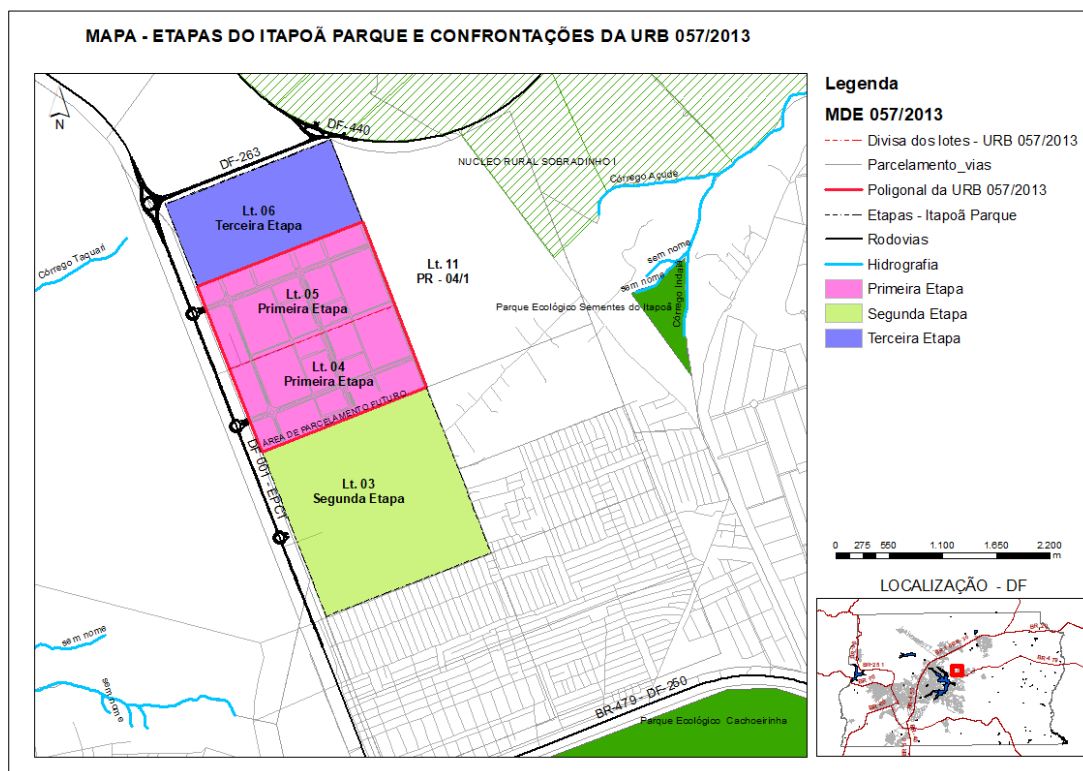 MAPA - ETAPAS DO ITAPOÃ PARQUE E CONFRONTAÇÕES DA URB 057/2013
N
DF-440
DF-263
NUCLEO RURAL SOBRADINHO I
Córrego Açude
Lt. 06
Terceira Etapa
Córrego Taquari
Lt. 11
PR - 04/1
sem nome
sem nome
Córrego Indaiá
Lt. 05
Primeira Etapa
Parque Ecológico Sementes do Itapoã
Lt. 04
Primeira Etapa
ÁREA DE PARCELAMENTO FUTURO
DF 001 - EPCT
Lt. 03
Segunda Etapa
sem nome
sem nome
BR-479 - DF-250
Parque Ecológico Cachoeirinha
Legenda
MDE 057/2013
Divisa dos lotes - URB 057/2013
Parcelamento_vias
Poligonal da URB 057/2013
Etapas - Itapoã Parque
Rodovias
Hidrografia
Primeira Etapa
Segunda Etapa
Terceira Etapa
0 275 550 1.100 1.650 2.200
m
LOCALIZAÇÃO - DF